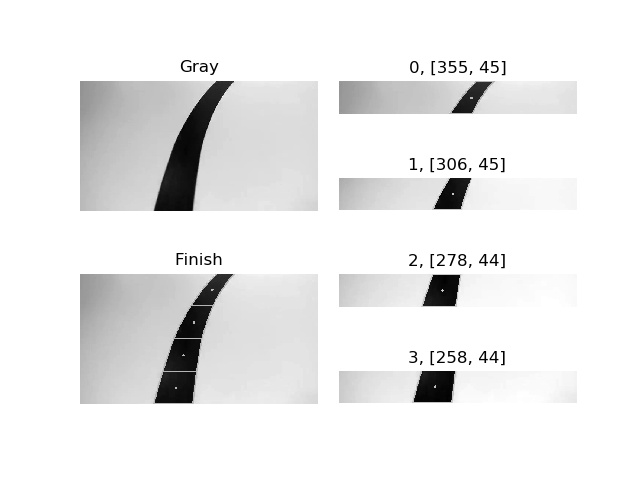 Gray
0, [355, 45]
1, [306, 45]
Finish
2, [278, 44]
3, [258, 44]